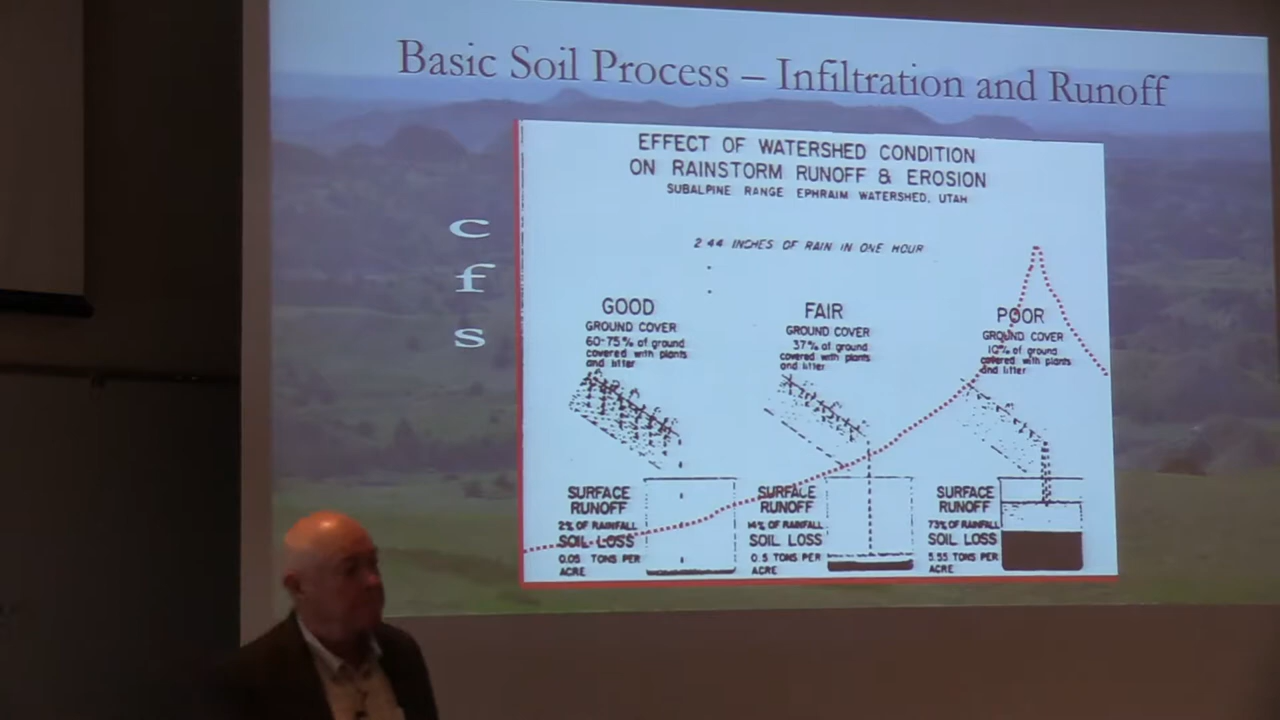 Basic Soil Process – Infiltration and Runoff
EFFECT OF WATERSHED CONDITION
ON RAINSTORM RUNOFF & EROSION
SUBALPINE RANGE EPHRAIM WATERSHED, UTAH
c
f
s
2 44 INCHES OF RAIN IN ONE HOUR
GOOD
GROUND COVER
60-75% of ground
covered with plants
and litter
FAIR
GROUND COVER
37% of ground
covered with plants
and litter
POOR
GROUND COVER
10% of ground
covered with plants
and litter
SURFACE
RUNOFF
2% OF RAINFALL
SOIL LOSS
0.05 TONS PER
ACRE
SURFACE
RUNOFF
14% OF RAINFALL
SOIL LOSS
0.5 TONS PER
ACRE
SURFACE
RUNOFF
73% OF RAINFALL
SOIL LOSS
5.55 TONS PER
ACRE